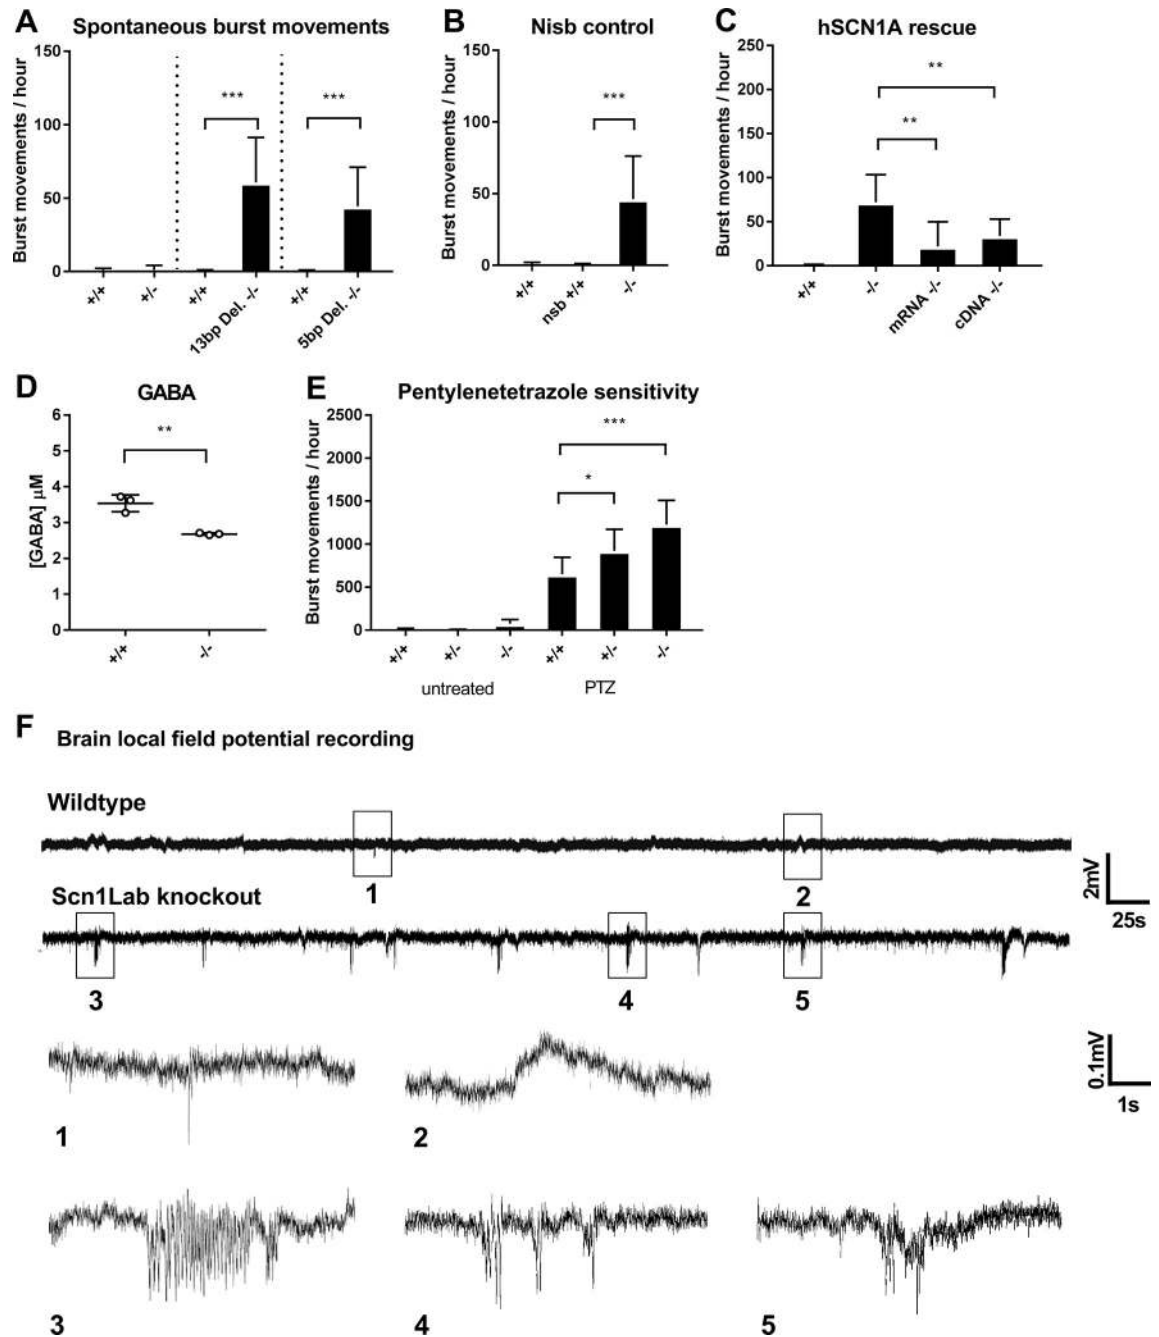 A Spontaneous burst movements
Burst movements / hour
150
100
50
0
***
***
+/+
+/-
+/+
13bp Del. -/-
+/+
5bp Del. -/-
B Nisb control
Burst movements / hour
150
100
50
0
***
+/+
nsb +/+
-/-
C hSCN1A rescue
Burst movements / hour
250
200
150
100
50
0
**
**
+/+
-/-
mRNA -/-
cDNA -/-
D GABA
[GABA] µM
6
5
4
3
2
1
0
**
+/+
-/-
E Pentylenetetrazole sensitivity
Burst movements / hour
2500
2000
1500
1000
500
0
***
*
+/+
+/-
-/-
+/+
+/-
-/-
untreated
PTZ
F Brain local field potential recording
Wildtype
1
2
2mV
25s
Scn1Lab knockout
3
4
5
0.1mV
1s
1
2
3
4
5